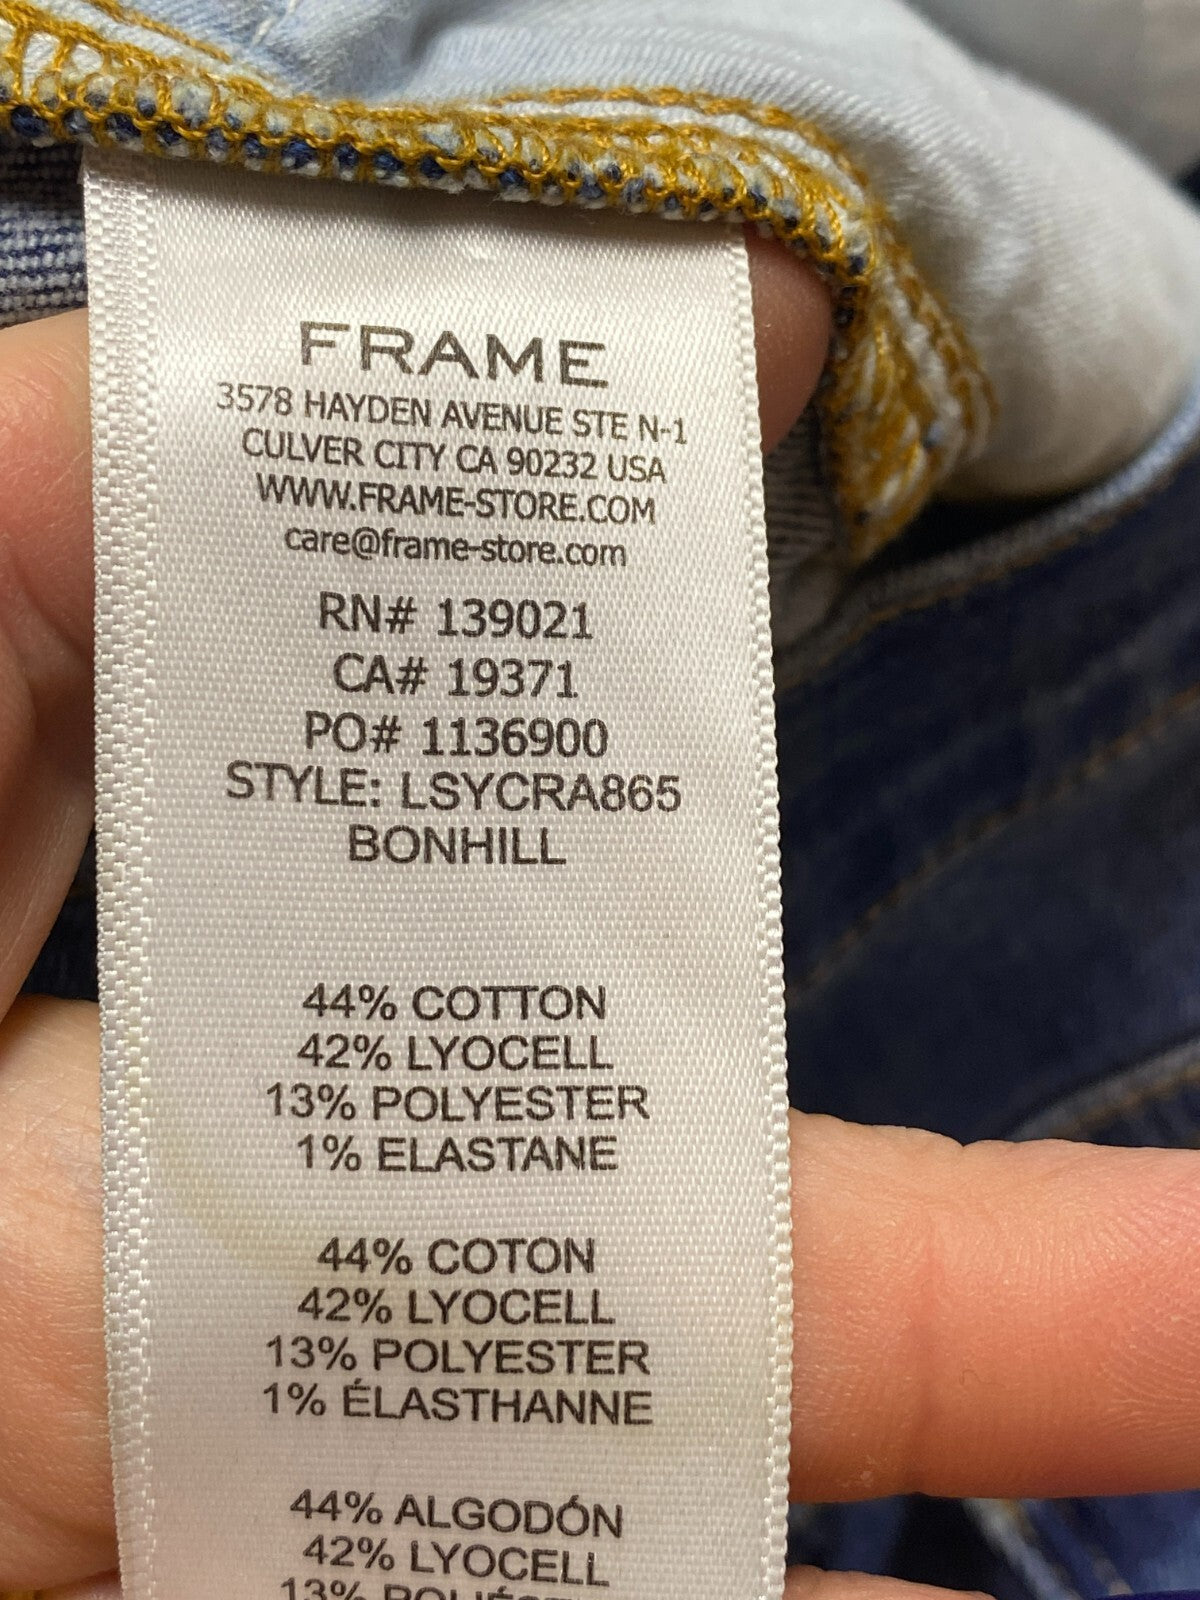 FRAME
3578 HAYDEN AVENUE STE N-1
CULVER CITY CA 90232 USA
WWW.FRAME-STORE.COM
care@frame-store.com
RN# 139021
CA# 19371
PO# 1136900
STYLE: LSYCRA865
BONHILL
44% COTTON
42% LYOCELL
13% POLYESTER
1% ELASTANE
44% COTON
42% LYOCELL
13% POLYESTER
1% ÉLASTHANNE
44% ALGODÓN
42% LYOCELL
13%